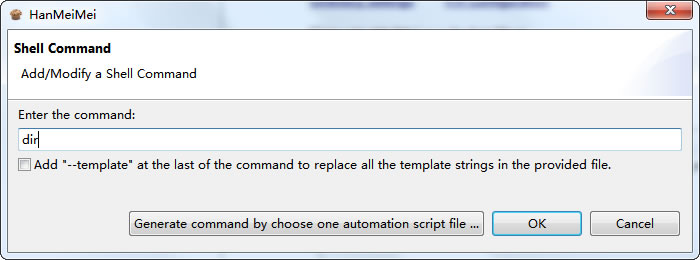 HanMeiMei
Shell Command
Add/Modify a Shell Command
Enter the command:
dir
Add "--template" at the last of the command to replace all the template strings in the provided file.
Generate command by choose one automation script file ...
OK
Cancel